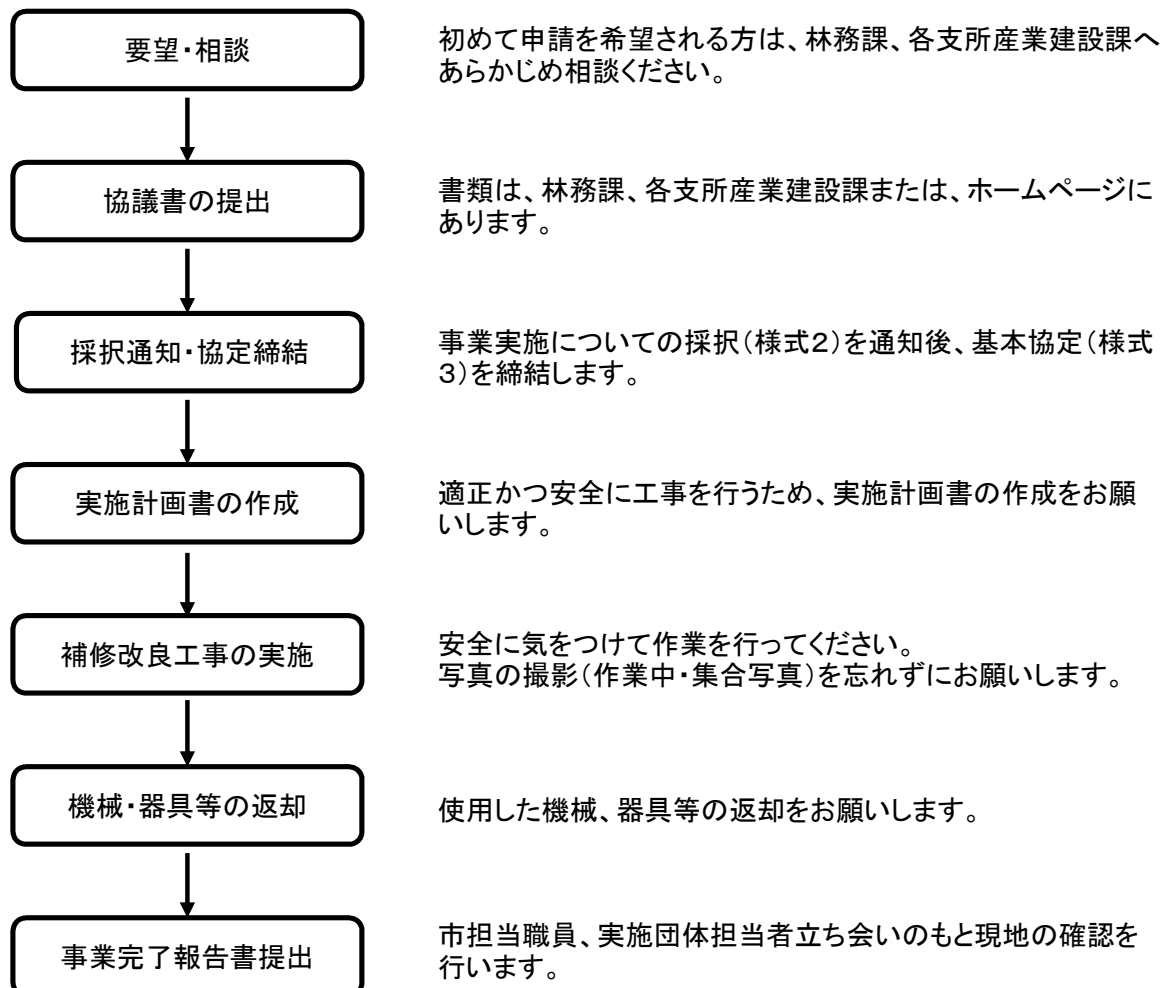 要望・相談
初めて申請を希望される方は、林務課、各支所産業建設課へ
あらかじめ相談ください。
協議書の提出
書類は、林務課、各支所産業建設課または、ホームページに
あります。
採択通知・協定締結
事業実施についての採択（様式２）を通知後、基本協定（様式
３）を締結します。
実施計画書の作成
適正かつ安全に工事を行うため、実施計画書の作成をお願
いします。
補修改良工事の実施
安全に気をつけて作業を行ってください。
写真の撮影（作業中・集合写真）を忘れずにお願いします。
機械・器具等の返却
使用した機械、器具等の返却をお願いします。
事業完了報告書提出
市担当職員、実施団体担当者立ち会いのもと現地の確認を
行います。